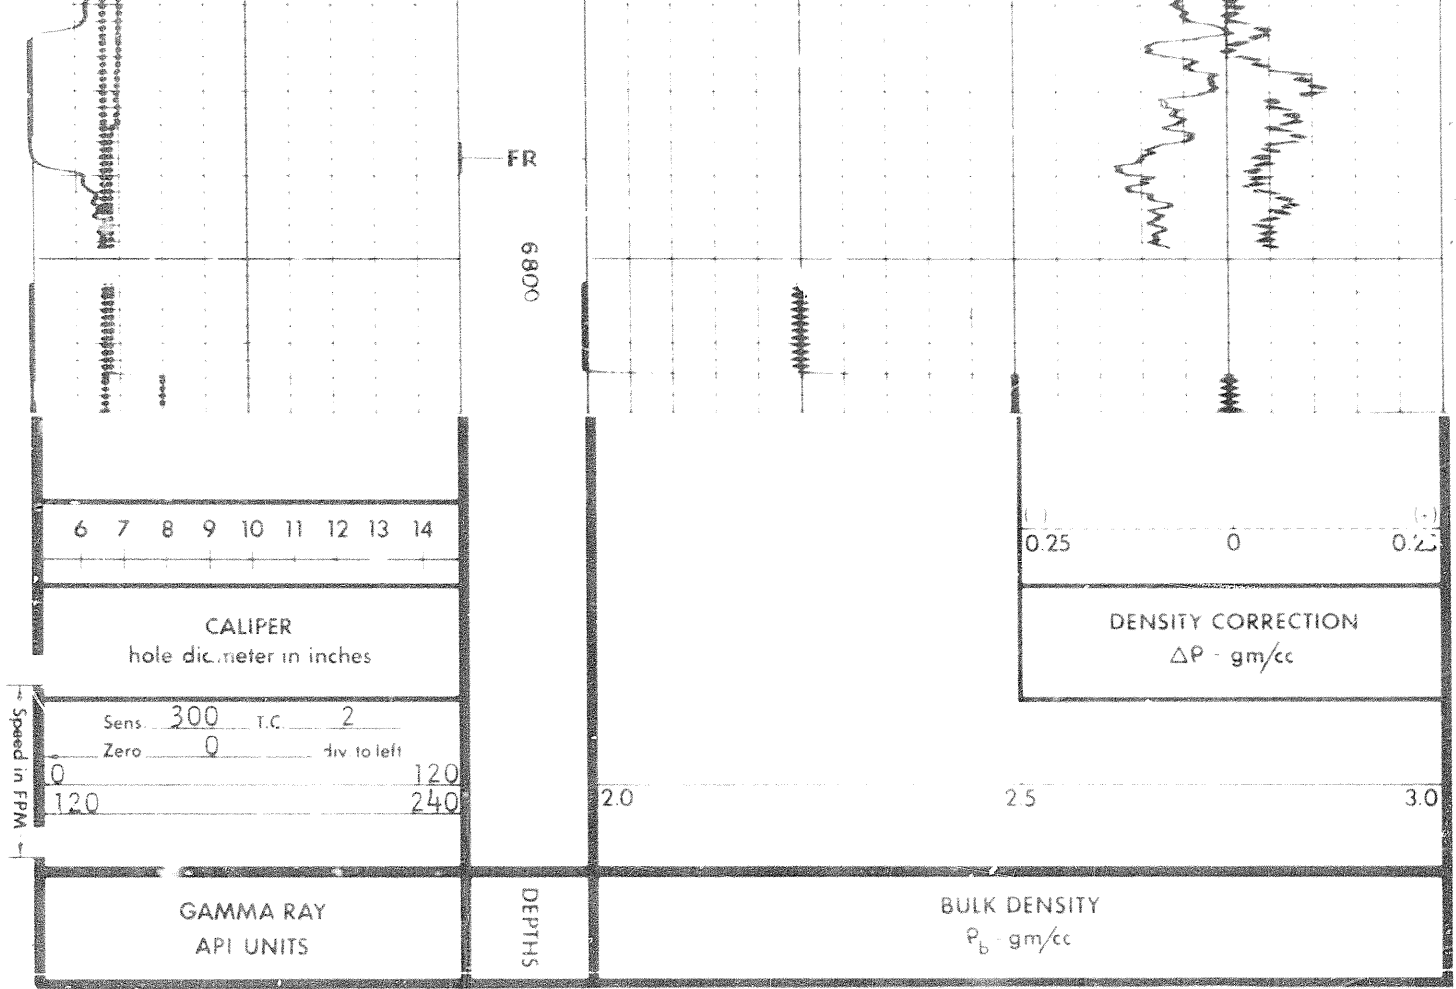 FR
6800
6 7 8 9 10 11 12 13 14
0.25 0
CALIPER
hole diameter in inches
DENSITY CORRECTION
ΔP - gm/cc
Speed in FPM
Sens. 300 T.C. 2
Zero 0 div. to left
0 120
120 240
2.0 2.5 3.0
GAMMA RAY
API UNITS
DEPTHS
BULK DENSITY
Pb - gm/cc